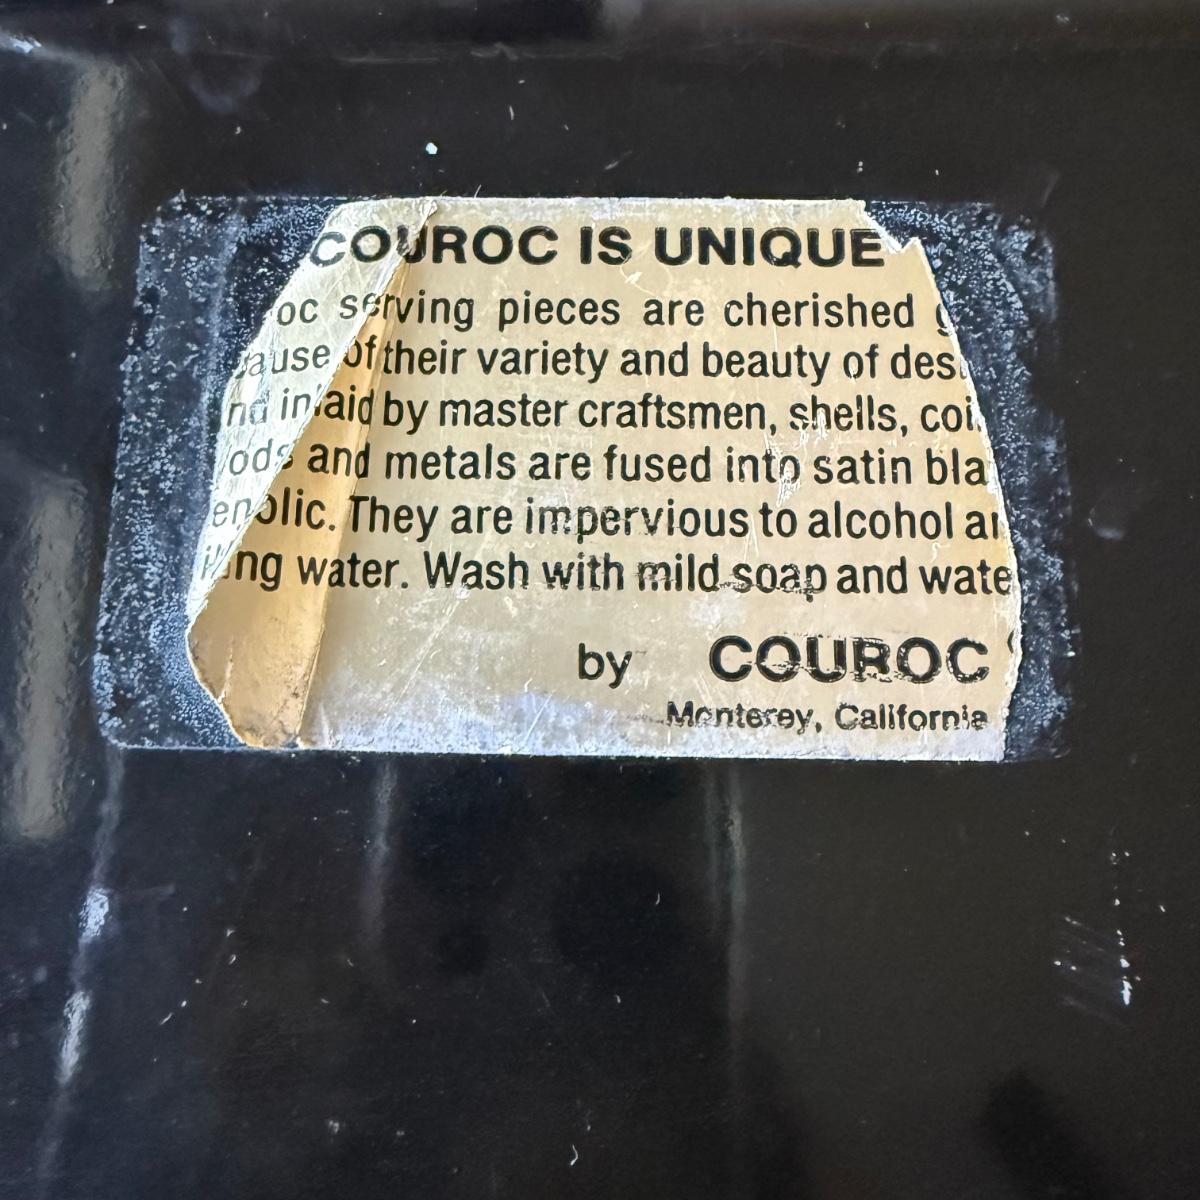 COUROC IS UNIQUE
oc serving pieces are cherished
ause of their variety and beauty of des
nd inlaid by master craftsmen, shells, coi
ods and metals are fused into satin bla
enolic. They are impervious to alcohol ar
iling water. Wash with mild soap and wate
by COUROC
Monterey, California